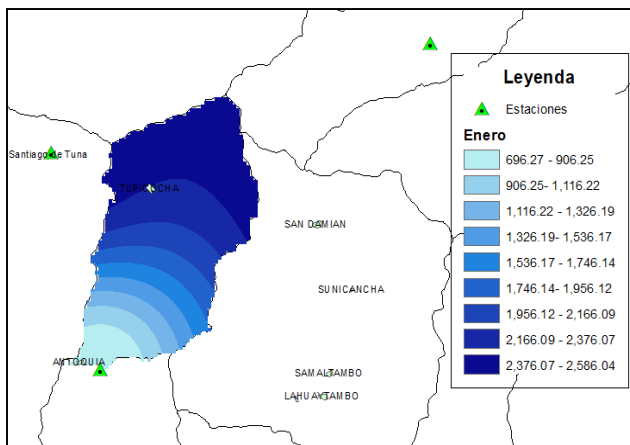 Leyenda
Estaciones
Enero
696.27 - 906.25
906.25- 1,116.22
1,116.22 - 1,326.19
1,326.19 - 1,536.17
1,536.17 - 1,746.14
1,746.14- 1,956.12
1,956.12 - 2,166.09
2,166.09 - 2,376.07
2,376.07 - 2,586.04
Santiago de Tuna
TUPICOCHA
SAN DAMIAN
SUNICANCHA
ANTIOQUIA
SAMALTAMBO
LAHUAYTAMBO